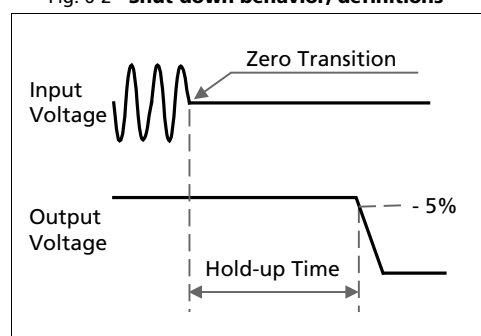 Fig. 6-2 Shut-down behavior, definitions
Zero Transition
Input
Voltage
- 5%
Output
Voltage
Hold-up Time